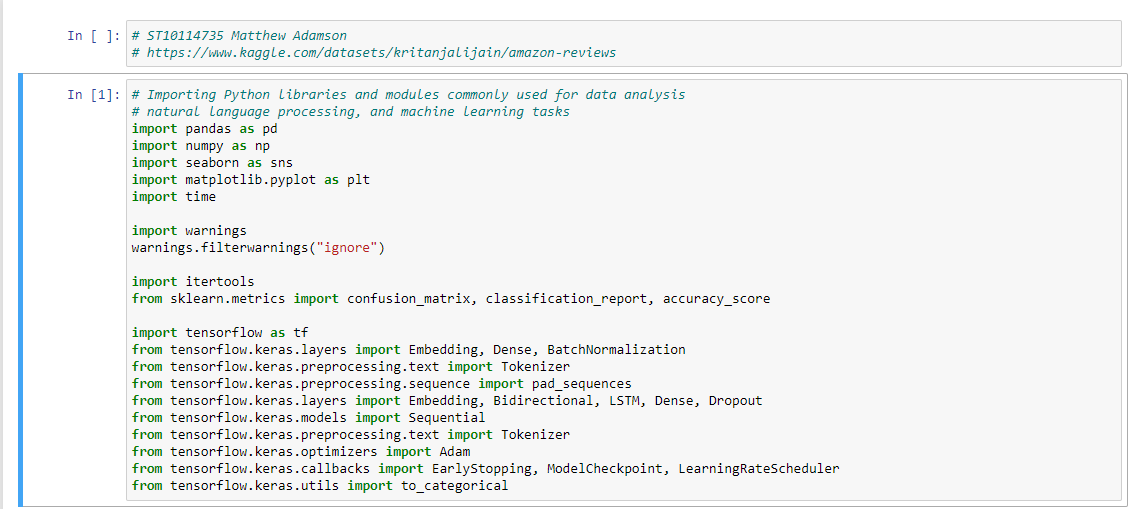 In [ ]: # ST10114735 Matthew Adamson
# https://www.kaggle.com/datasets/kritanjalijain/amazon-reviews
In [1]: # Importing Python libraries and modules commonly used for data analysis
# natural language processing, and machine learning tasks
import pandas as pd
import numpy as np
import seaborn as sns
import matplotlib.pyplot as plt
import time
import warnings
warnings.filterwarnings("ignore")
import itertools
from sklearn.metrics import confusion_matrix, classification_report, accuracy_score
import tensorflow as tf
from tensorflow.keras.layers import Embedding, Dense, BatchNormalization
from tensorflow.keras.preprocessing.text import Tokenizer
from tensorflow.keras.preprocessing.sequence import pad_sequences
from tensorflow.keras.layers import Embedding, Bidirectional, LSTM, Dense, Dropout
from tensorflow.keras.models import Sequential
from tensorflow.keras.preprocessing.text import Tokenizer
from tensorflow.keras.optimizers import Adam
from tensorflow.keras.callbacks import EarlyStopping, ModelCheckpoint, LearningRateScheduler
from tensorflow.keras.utils import to_categorical